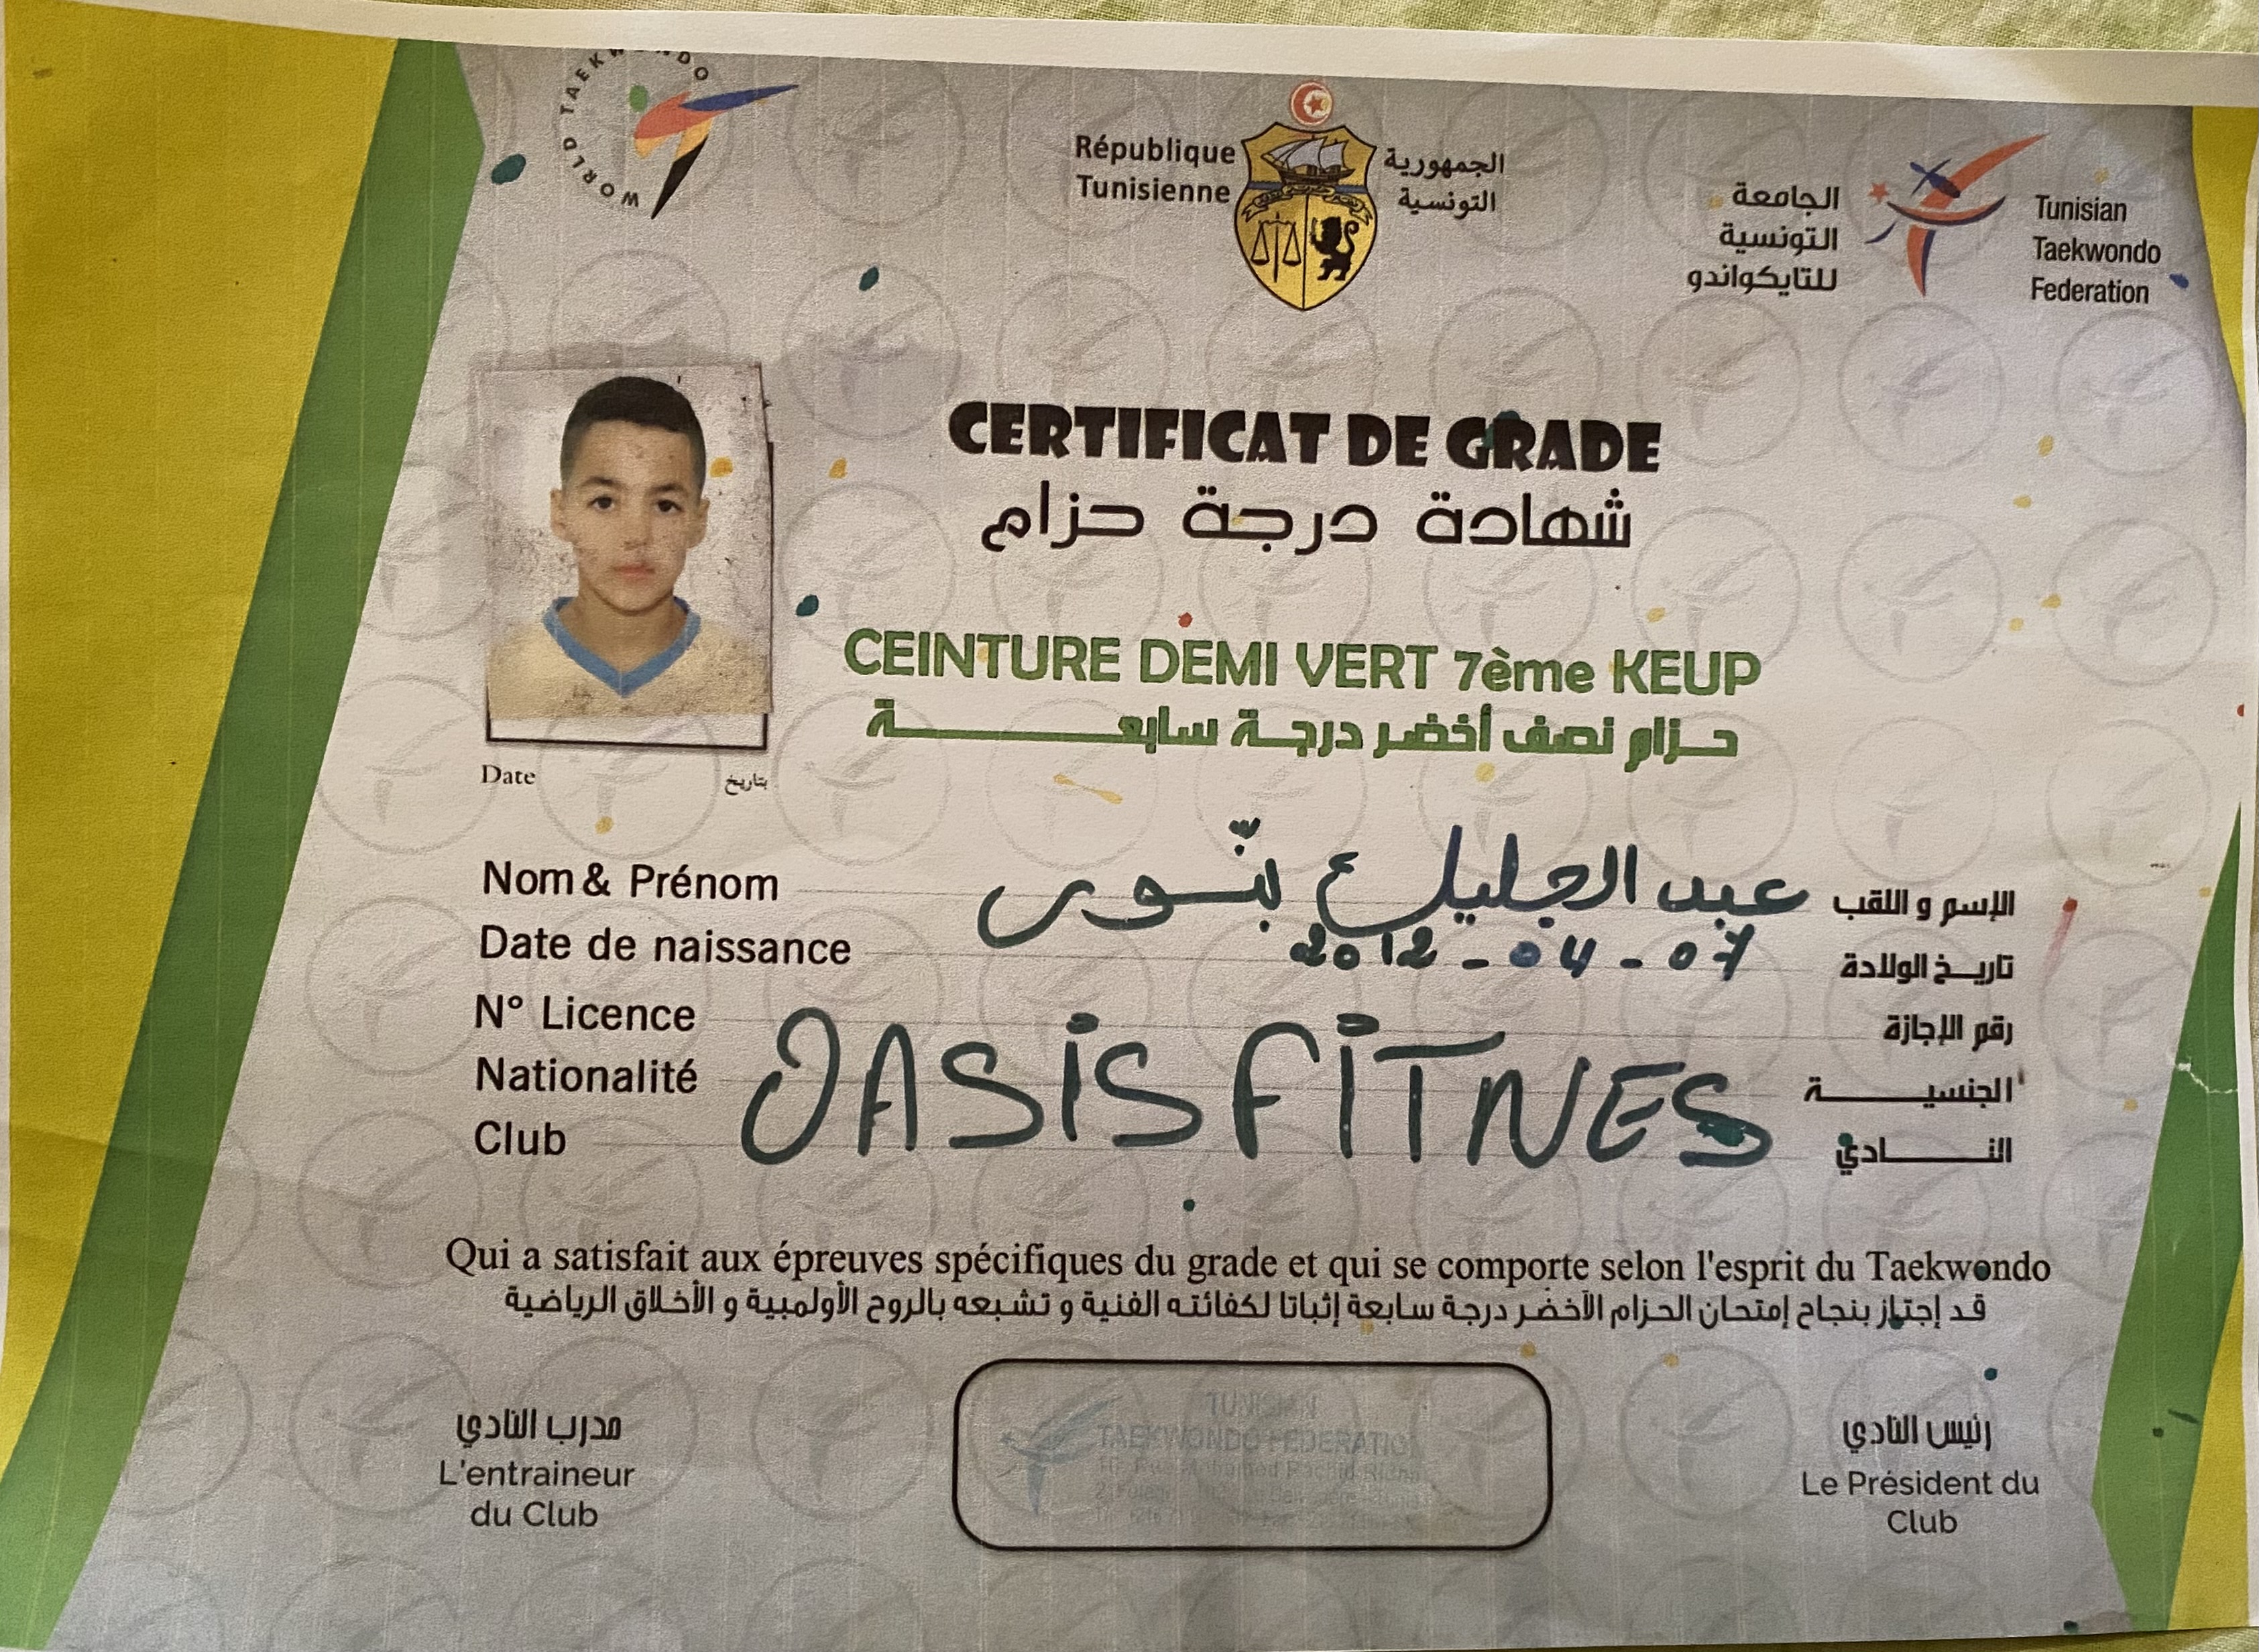 WORLD TAEKWONDO
République Tunisienne
الجمهورية التونسية
الجامعة التونسية للتايكواندو
Tunisian Taekwondo Federation
CERTIFICAT DE GRADE
شهادة درجة حزام
CEINTURE DEMI VERT 7ème KEUP
حزام نصف أخضر درجة سابعة
Date بتاريخ
Nom & Prénom عبد الجليل الإسم و اللقب
Date de naissance 2012 - 04 - 07 تاريخ الولادة
N° Licence رقم الإجازة
Nationalité الجنسية
Club OASIS FITNES النادي
Qui a satisfait aux épreuves spécifiques du grade et qui se comporte selon l'esprit du Taekwondo
قد إجتاز بنجاح إمتحان الحزام الأخضر درجة سابعة إثباتا لكفائته الفنية و تشبعه بالروح الأولمبية و الأخلاق الرياضية
مدرب النادي
L'entraineur
du Club
TUNISIAN
TAEKWONDO FEDERATION
رئيس النادي
Le Président du
Club